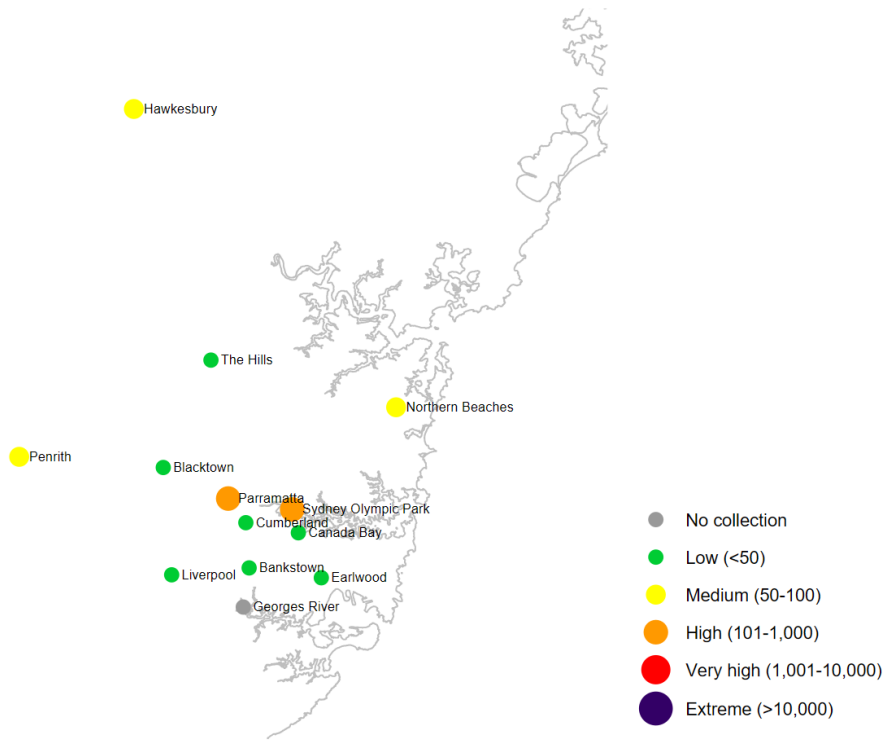 Hawkesbury
The Hills
Northern Beaches
Penrith
Blacktown
Parramatta
Sydney Olympic Park
Cumberland
Canada Bay
Bankstown
Liverpool
Earlwood
Georges River
No collection
Low (<50)
Medium (50-100)
High (101-1,000)
Very high (1,001-10,000)
Extreme (>10,000)